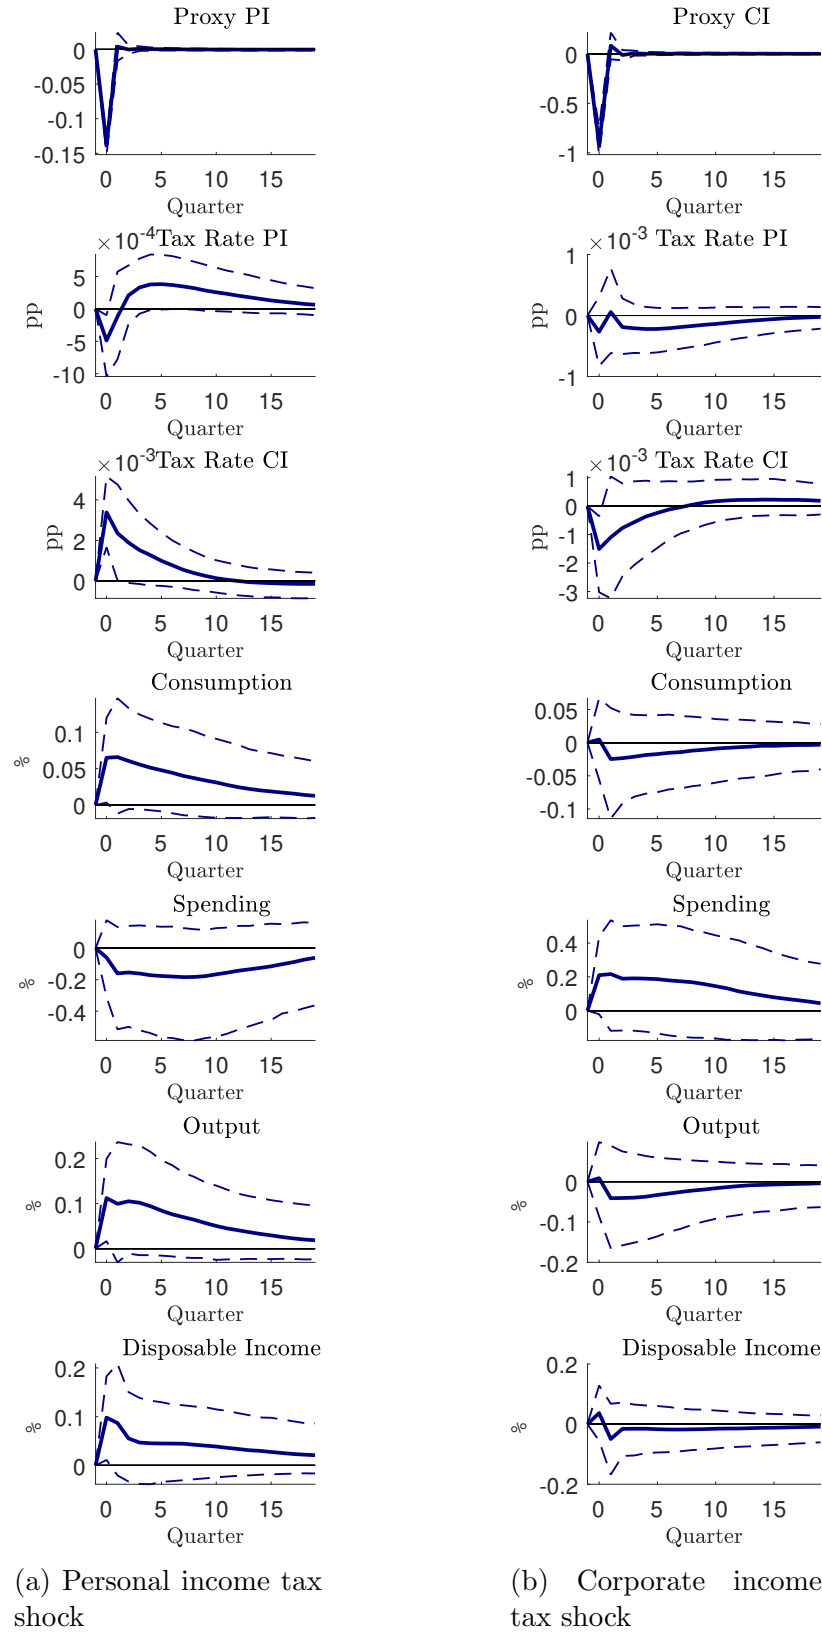 Proxy PI
0
-0.05
-0.1
-0.15
0 5 10 15
Quarter
×10-4 Tax Rate PI
pp
5
0
-5
-10
0 5 10 15
Quarter
×10-3 Tax Rate CI
pp
4
2
0
0 5 10 15
Quarter
Consumption
%
0.1
0.05
0
0 5 10 15
Quarter
Spending
%
0
-0.2
-0.4
0 5 10 15
Quarter
Output
%
0.2
0.1
0
0 5 10 15
Quarter
Disposable Income
%
0.2
0.1
0
0 5 10 15
Quarter
(a) Personal income tax
shock
Proxy CI
0
-0.5
-1
0 5 10 15
Quarter
×10-3 Tax Rate PI
pp
1
0
-1
0 5 10 15
Quarter
×10-3 Tax Rate CI
pp
1
0
-1
-2
-3
0 5 10 15
Quarter
Consumption
%
0.05
0
-0.05
-0.1
0 5 10 15
Quarter
Spending
%
0.4
0.2
0
0 5 10 15
Quarter
Output
%
0
-0.1
-0.2
0 5 10 15
Quarter
Disposable Income
%
0.2
0
-0.2
0 5 10 15
Quarter
(b) Corporate income
tax shock